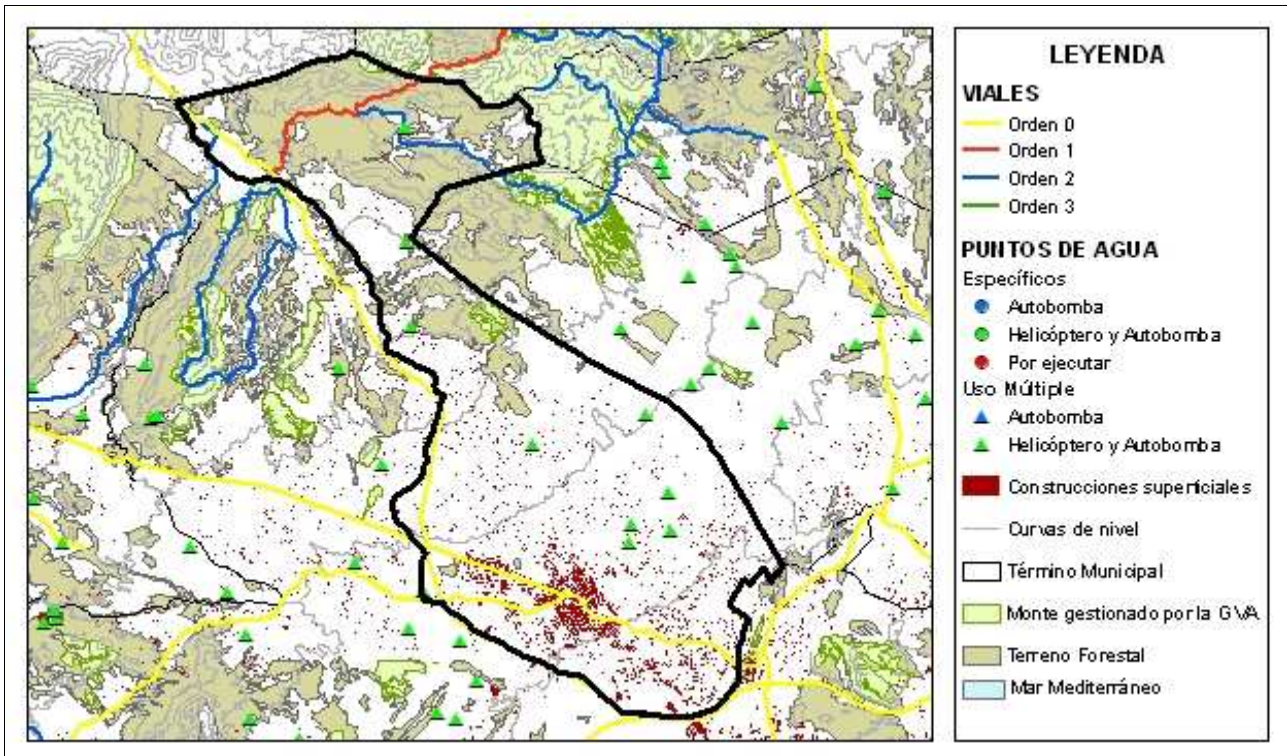 LEYENDA
VIALES
Orden 0
Orden 1
Orden 2
Orden 3
PUNTOS DE AGUA
Específicos
Autobomba
Helicóptero y Autobomba
Por ejecutar
Uso Múltiple
Autobomba
Helicóptero y Autobomba
Construcciones superficiales
Curvas de nivel
Término Municipal
Monte gestionado por la GVA
Terreno Forestal
Mar Mediterráneo